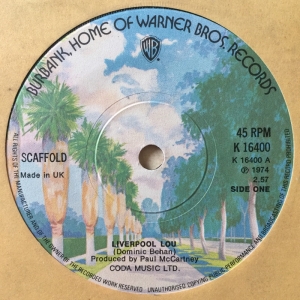 BURBANK, HOME OF WARNER BROS. RECORDS
WB
SCAFFOLD
Made in UK
45 RPM
K 16400
K 16400 A
℗ 1974
2.57
SIDE ONE
LIVERPOOL LOU
(Dominic Behan)
Produced by Paul McCartney
CODA MUSIC LTD.
ALL RIGHTS OF THE MANUFACTURER AND OF THE OWNER OF THE RECORDED WORK RESERVED UNAUTHORISED COPYING PUBLIC PERFORMANCE AND BROADCASTING OF THIS RECORD PROHIBITED